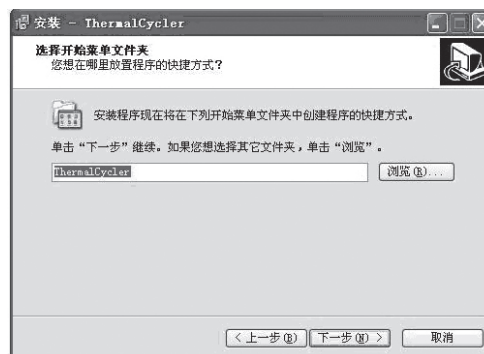 安装 - ThermalCycler
选择开始菜单文件夹
您想在哪里放置程序的快捷方式？
安装程序现在将在下列开始菜单文件夹中创建程序的快捷方式。
单击“下一步”继续。如果您想选择其它文件夹，单击“浏览”。
ThermalCycler
浏览(R)...
< 上一步(B)
下一步(N) >
取消